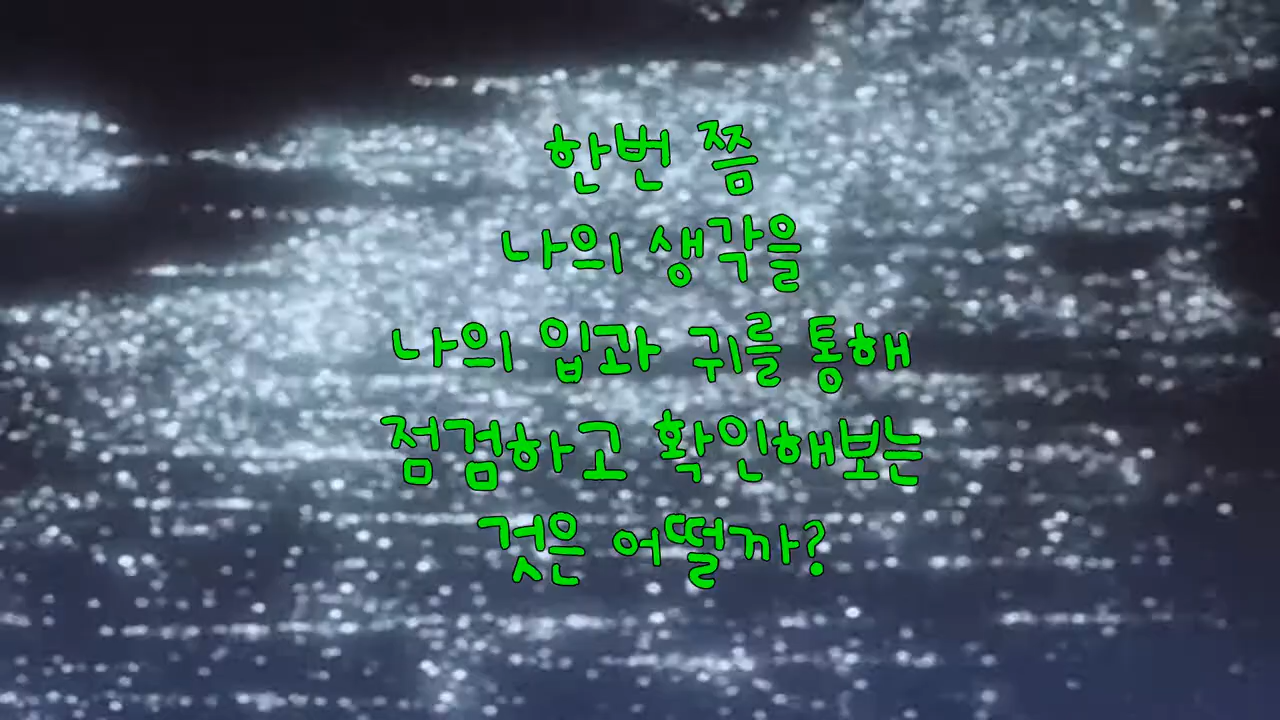 한번 쯤
나의 생각을
나의 입과 귀를 통해
점검하고 확인해보는
것은 어떨까?